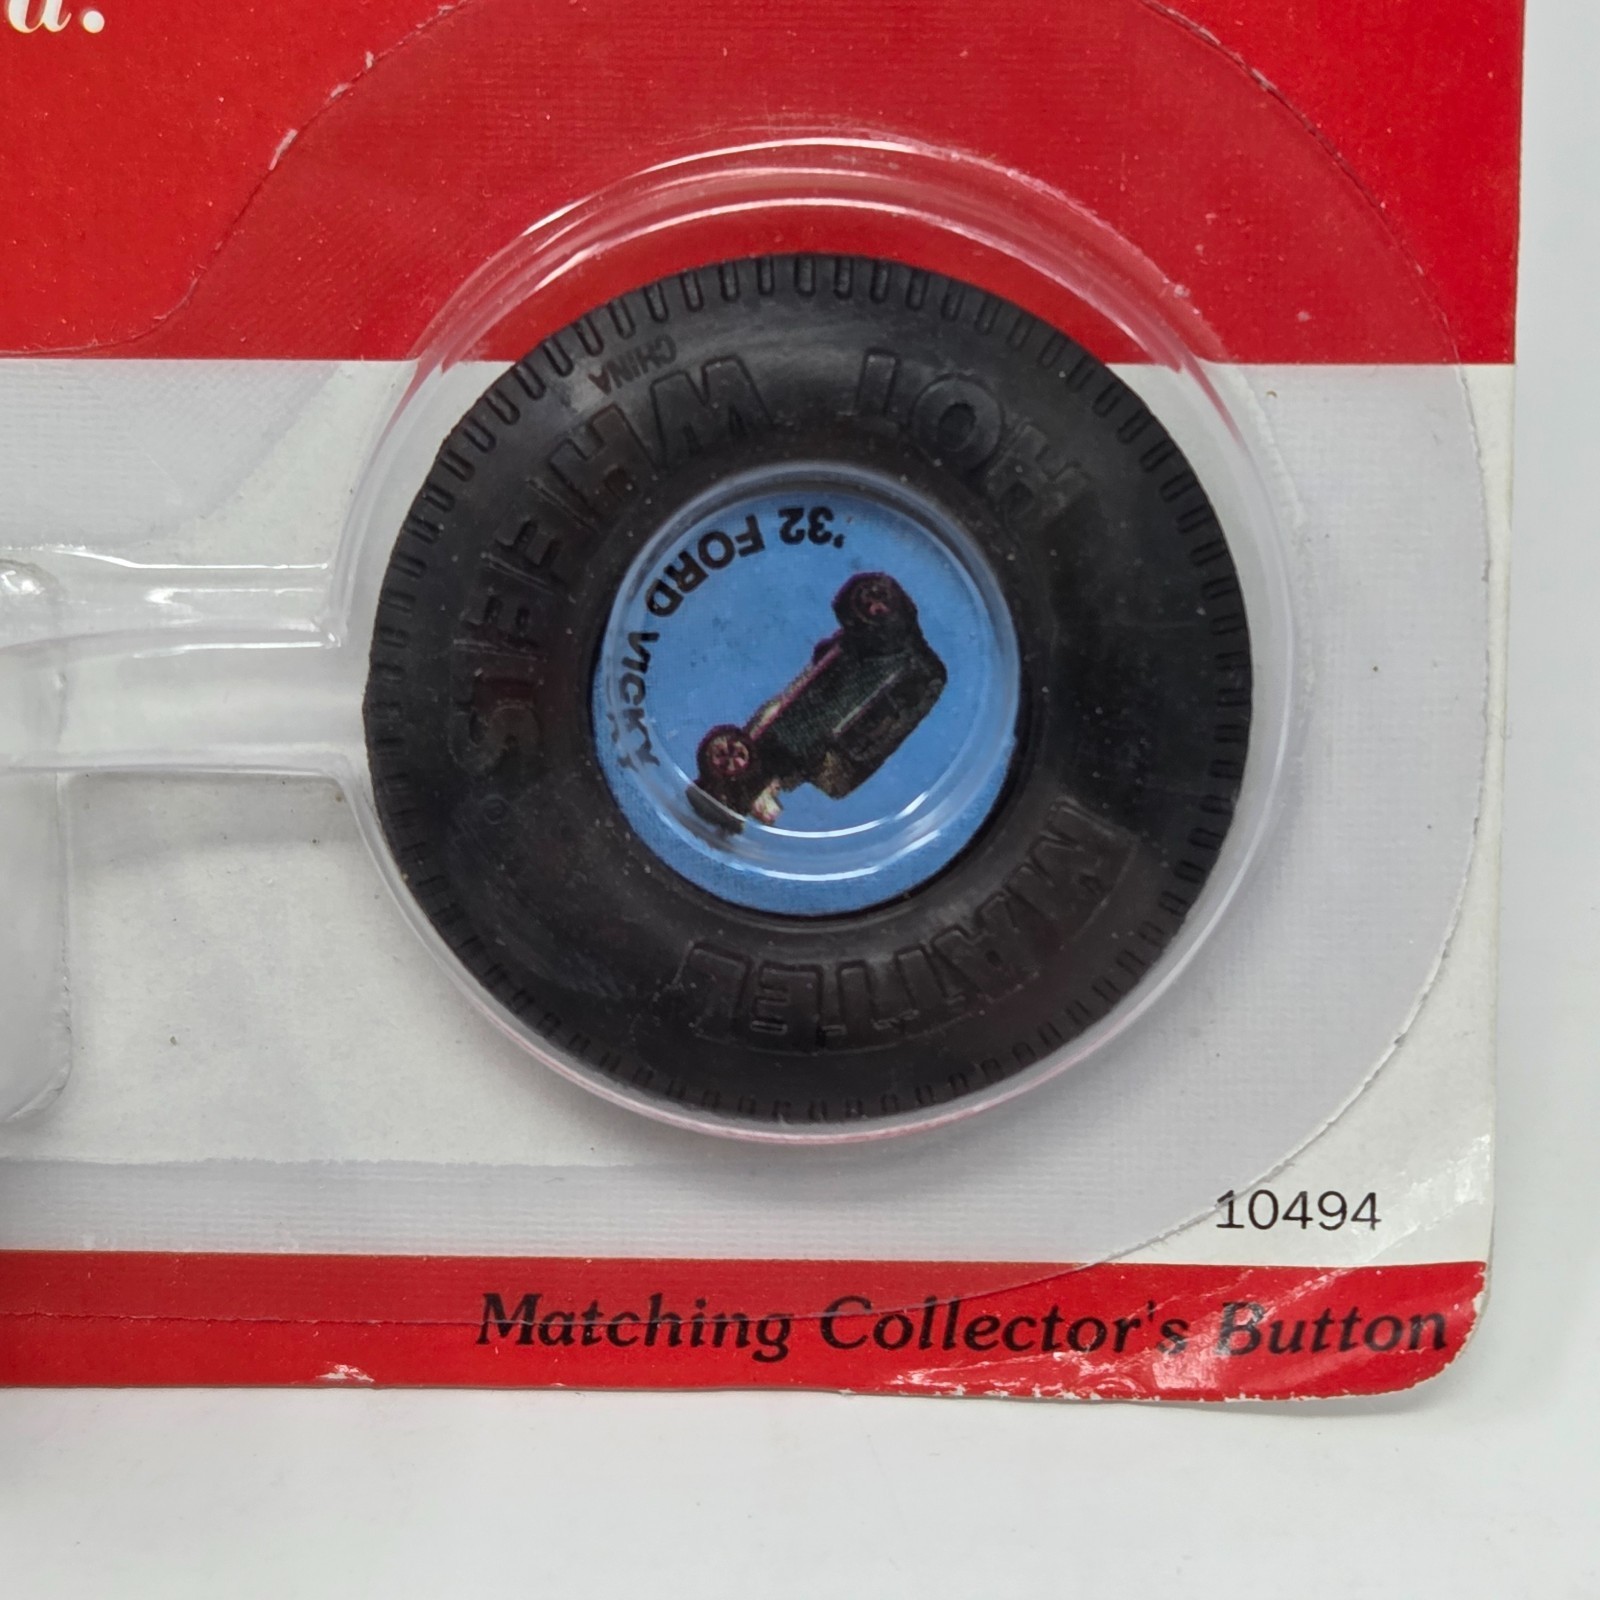 a.
HOT WHEELS
CHINA
®
'32 FORD VICKY
MATTEL
10494
Matching Collector's Button